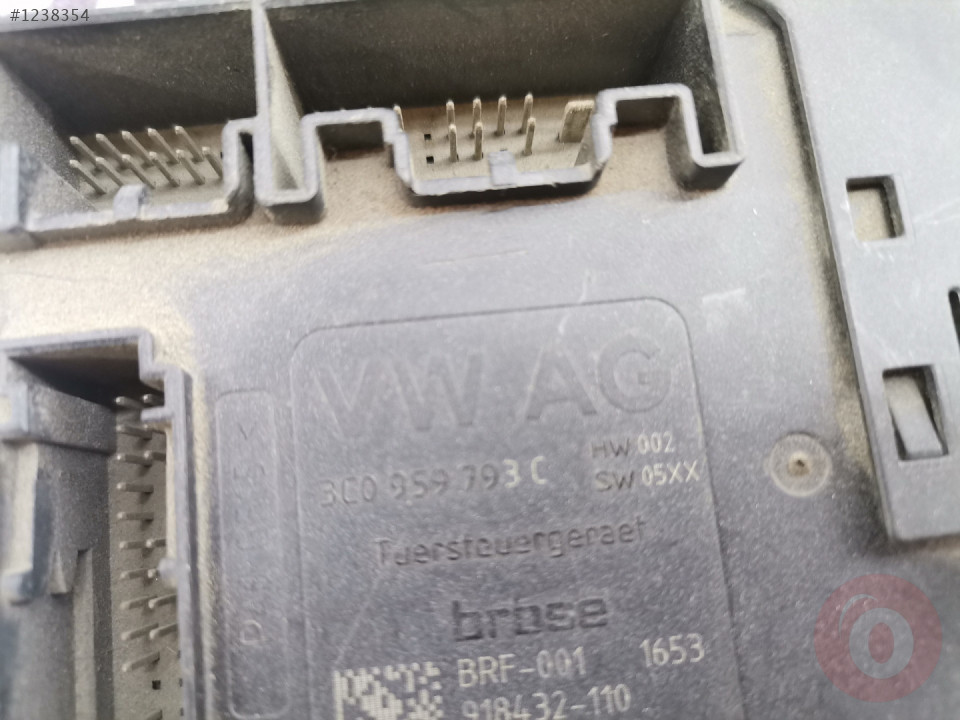 #1238354
VW AG
HW 002
3C0 959 793 C
SW 05XX
Tuersteuergeraet
brose
BRF-001 1653
918432-110